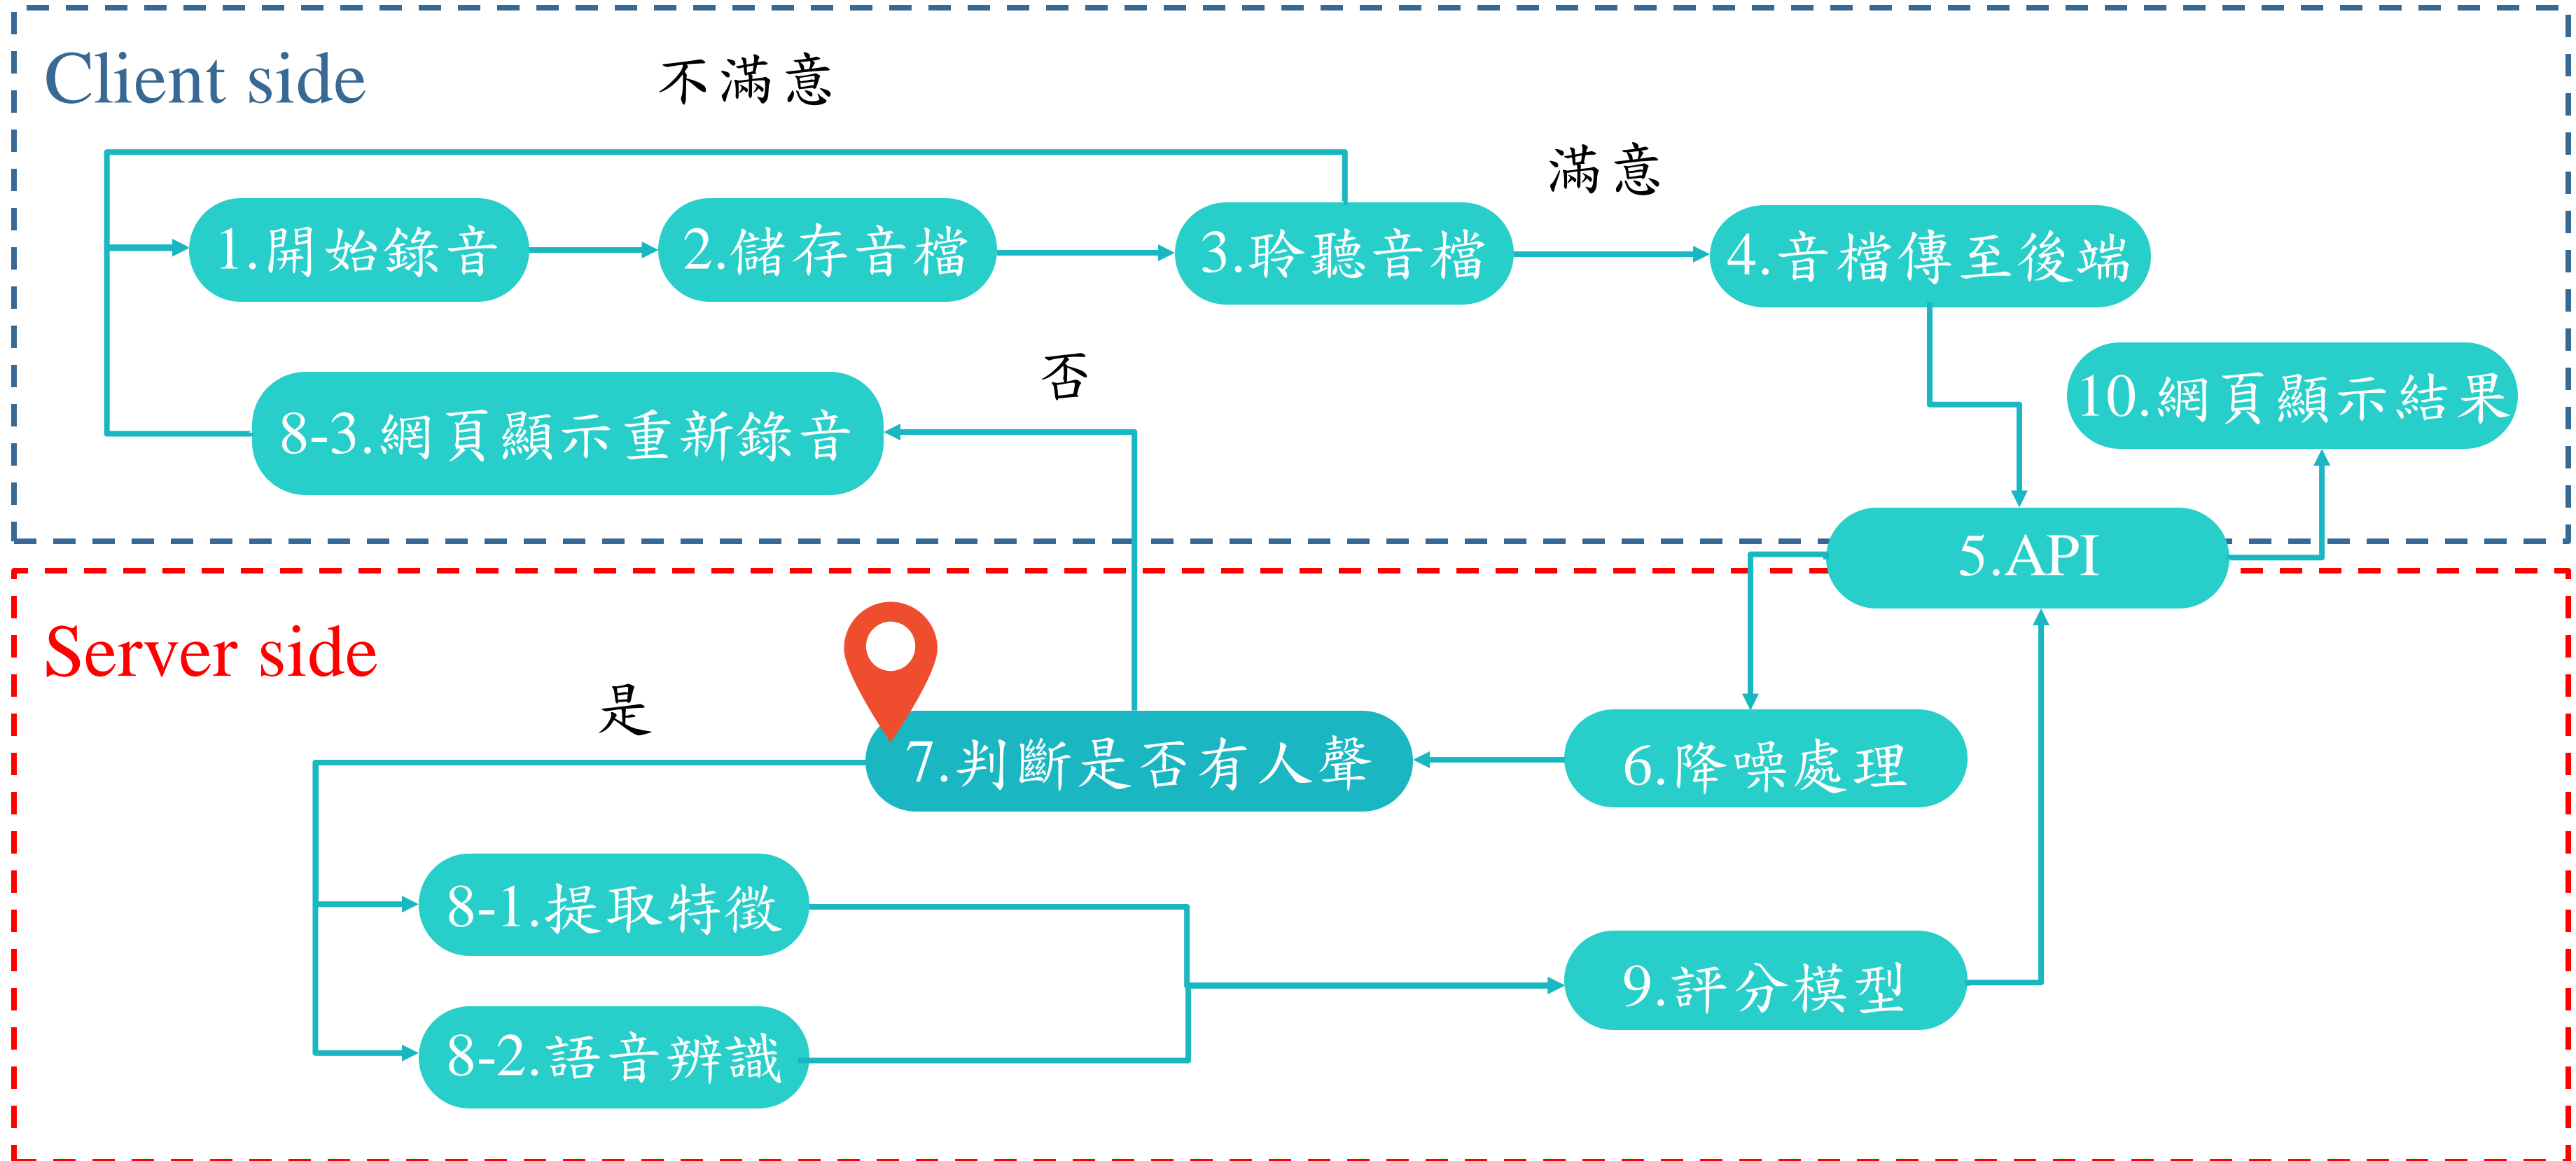 Client side
不滿意
滿意
1.開始錄音
2.儲存音檔
3.聆聽音檔
4.音檔傳至後端
否
10.網頁顯示結果
8-3.網頁顯示重新錄音
5.API
Server side
是
7.判斷是否有人聲
6.降噪處理
8-1.提取特徵
9.評分模型
8-2.語音辨識